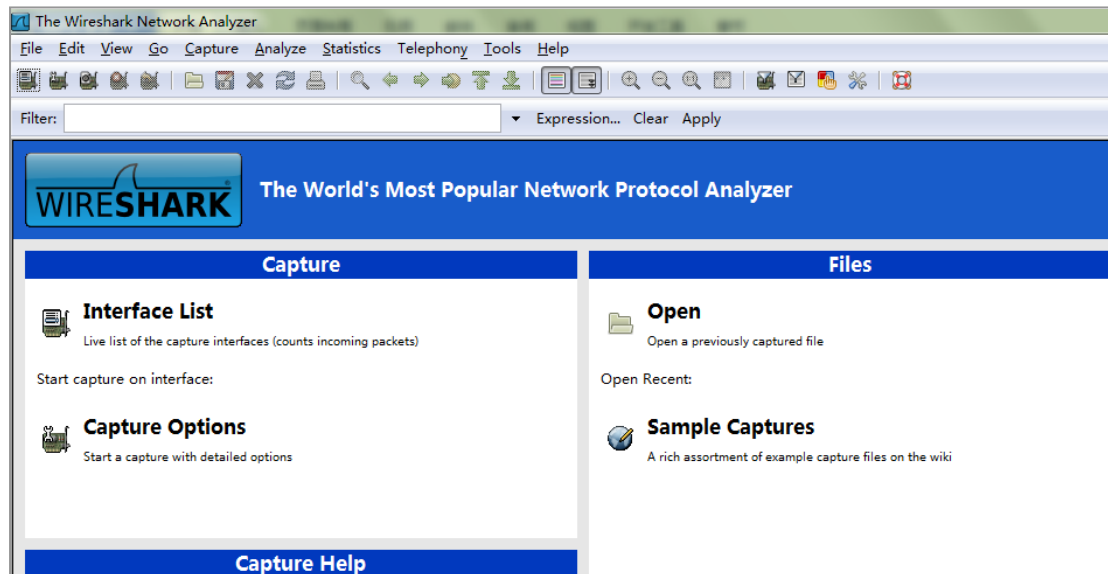 The Wireshark Network Analyzer
File Edit View Go Capture Analyze Statistics Telephony Tools Help
Filter: Expression... Clear Apply
WIRESHARK
The World's Most Popular Network Protocol Analyzer
Capture
Interface List
Live list of the capture interfaces (counts incoming packets)
Start capture on interface:
Capture Options
Start a capture with detailed options
Capture Help
Files
Open
Open a previously captured file
Open Recent:
Sample Captures
A rich assortment of example capture files on the wiki